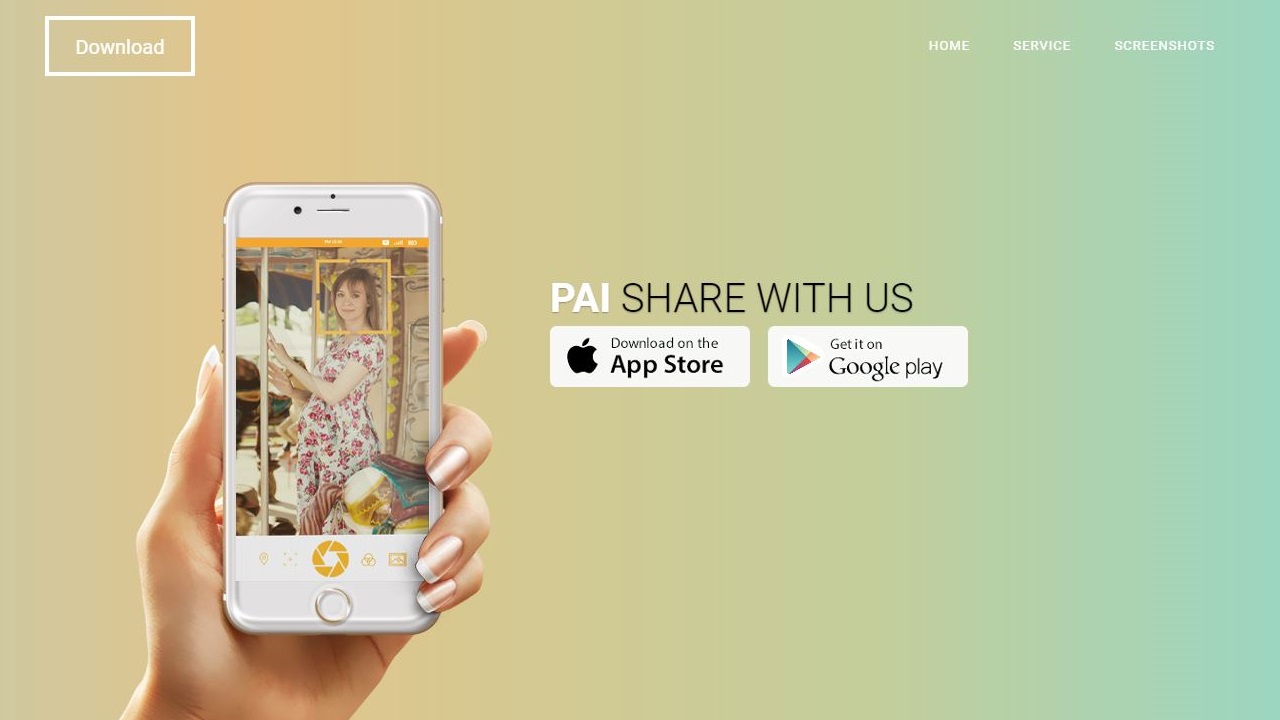 Download
HOME SERVICE SCREENSHOTS
PAI SHARE WITH US
Download on the
App Store
Get it on
Google play